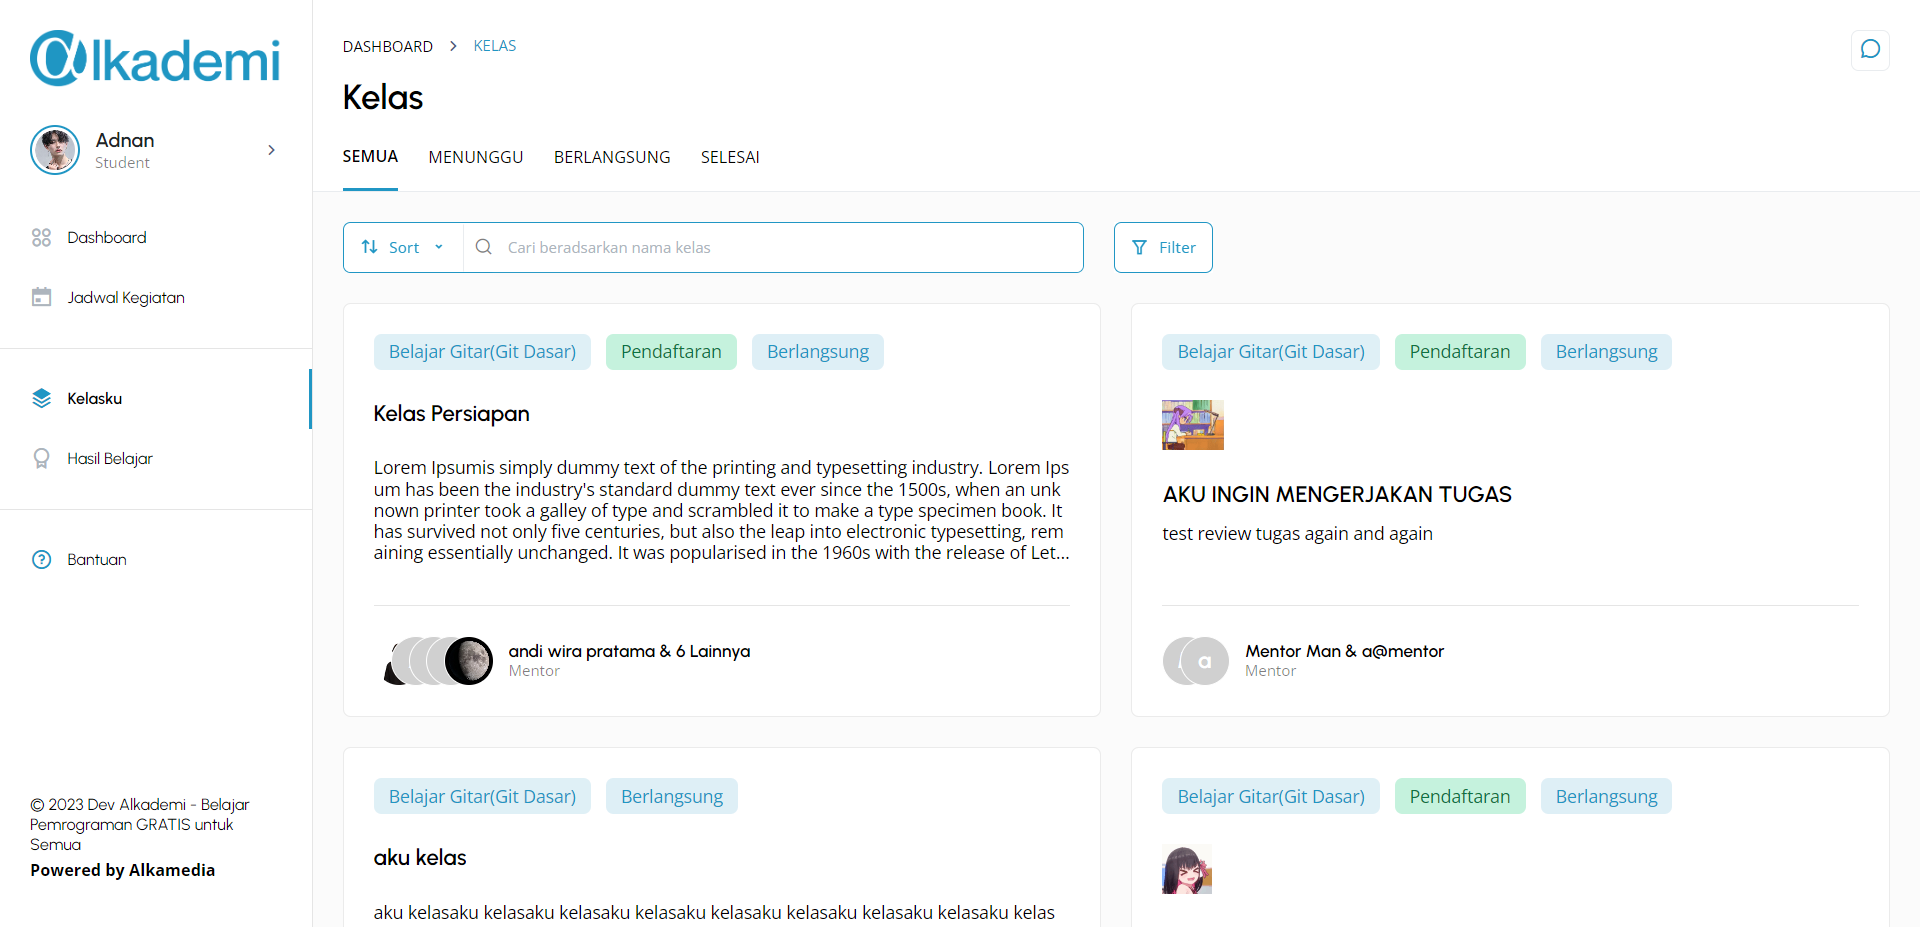 alkademi
Adnan
Student
Dashboard
Jadwal Kegiatan
Kelasku
Hasil Belajar
Bantuan
© 2023 Dev Alkademi - Belajar
Pemrograman GRATIS untuk
Semua
Powered by Alkamedia
DASHBOARD > KELAS
Kelas
SEMUA MENUNGGU BERLANGSUNG SELESAI
Sort Cari beradsarkan nama kelas Filter
Belajar Gitar(Git Dasar) Pendaftaran Berlangsung
Kelas Persiapan
Lorem Ipsumis simply dummy text of the printing and typesetting industry. Lorem Ips
um has been the industry's standard dummy text ever since the 1500s, when an unk
nown printer took a galley of type and scrambled it to make a type specimen book. It
has survived not only five centuries, but also the leap into electronic typesetting, rem
aining essentially unchanged. It was popularised in the 1960s with the release of Let...
andi wira pratama & 6 Lainnya
Mentor
Belajar Gitar(Git Dasar) Pendaftaran Berlangsung
AKU INGIN MENGERJAKAN TUGAS
test review tugas again and again
a
Mentor Man & a@mentor
Mentor
Belajar Gitar(Git Dasar) Berlangsung
aku kelas
aku kelasaku kelasaku kelasaku kelasaku kelasaku kelasaku kelasaku kelasaku kelas
Belajar Gitar(Git Dasar) Pendaftaran Berlangsung